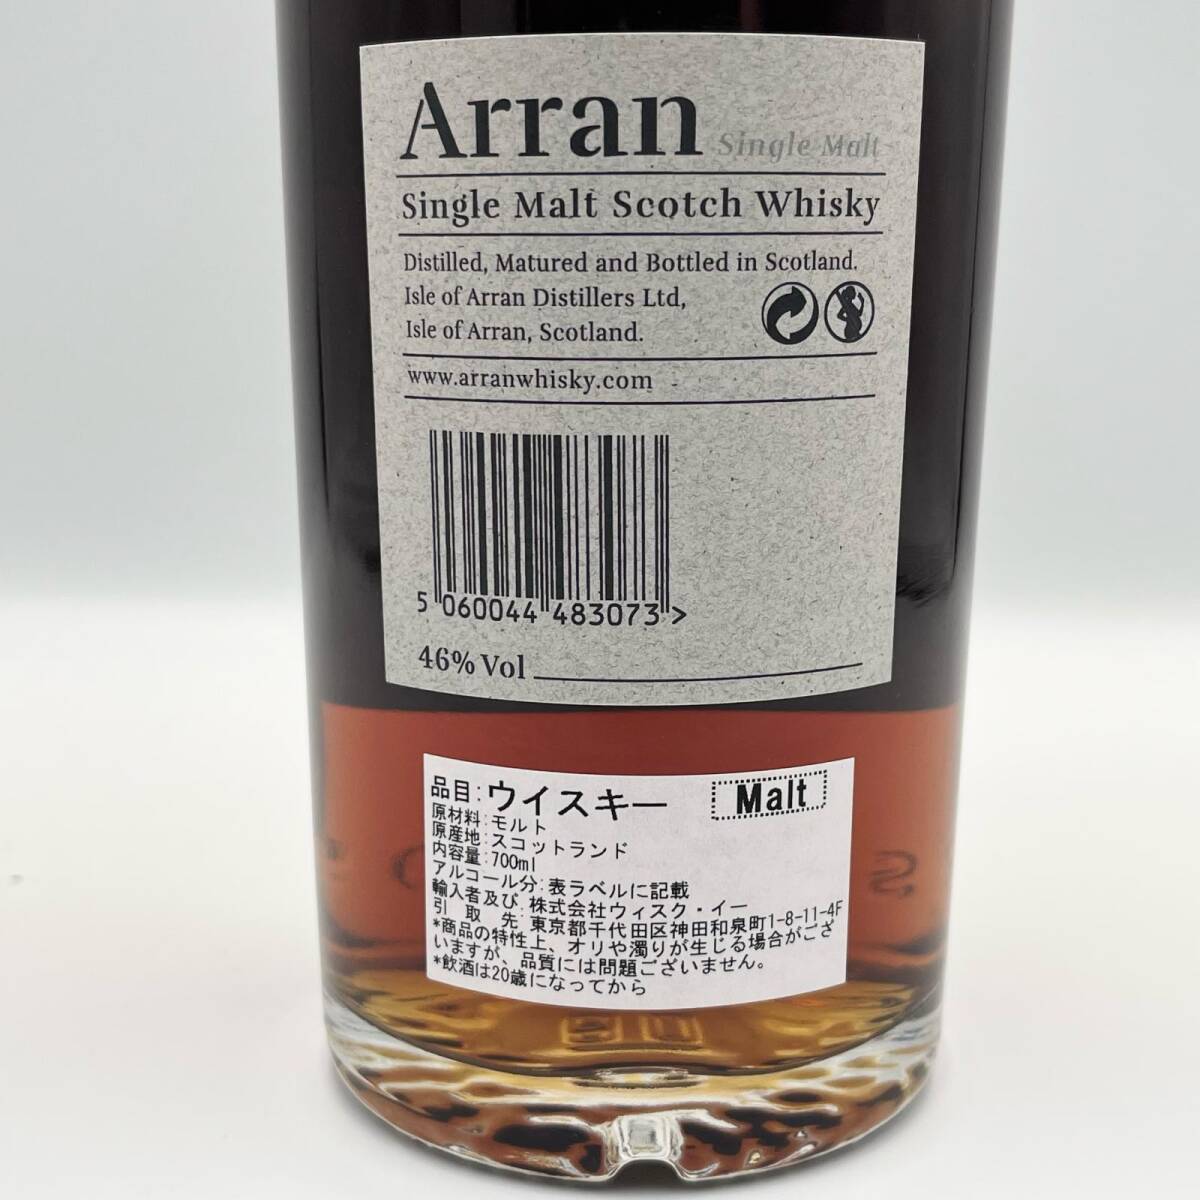 Arran Single Malt
Single Malt Scotch Whisky
Distilled, Matured and Bottled in Scotland.
Isle of Arran Distillers Ltd,
Isle of Arran, Scotland.
www.arranwhisky.com
5 060044 483073 >
46% Vol
品目:ウイスキー Malt
原材料:モルト
原産地:スコットランド
内容量:700ml
アルコール分:表ラベルに記載
輸入者及び:株式会社ウィスク・イー
引取先:東京都千代田区神田和泉町1-8-11-4F
*商品の特性上、オリや濁りが生じる場合がござ
いますが、品質には問題ございません。
*飲酒は20歳になってから